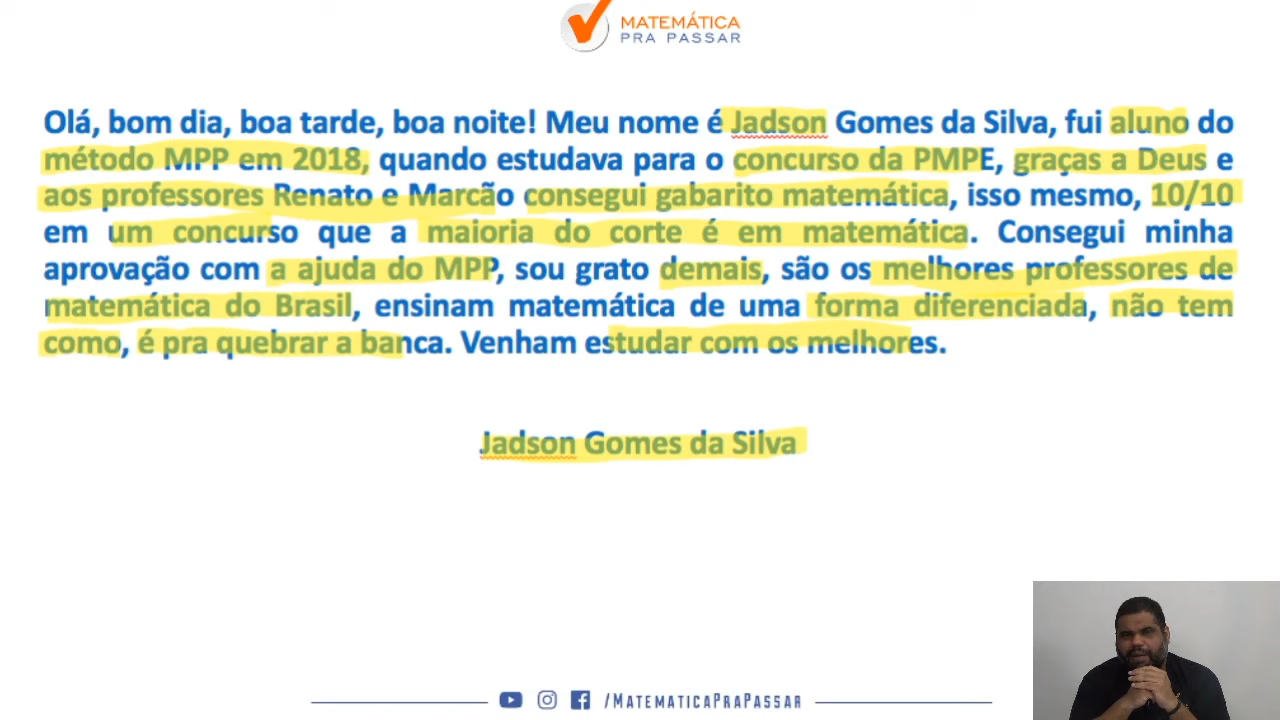 MATEMÁTICA
PRA PASSAR
Olá, bom dia, boa tarde, boa noite! Meu nome é Jadson Gomes da Silva, fui aluno do
método MPP em 2018, quando estudava para o concurso da PMPE, graças a Deus e
aos professores Renato e Marcão consegui gabarito matemática, isso mesmo, 10/10
em um concurso que a maioria do corte é em matemática. Consegui minha
aprovação com a ajuda do MPP, sou grato demais, são os melhores professores de
matemática do Brasil, ensinam matemática de uma forma diferenciada, não tem
como, é pra quebrar a banca. Venham estudar com os melhores.
Jadson Gomes da Silva
/MATEMATICAPRAPASSAR